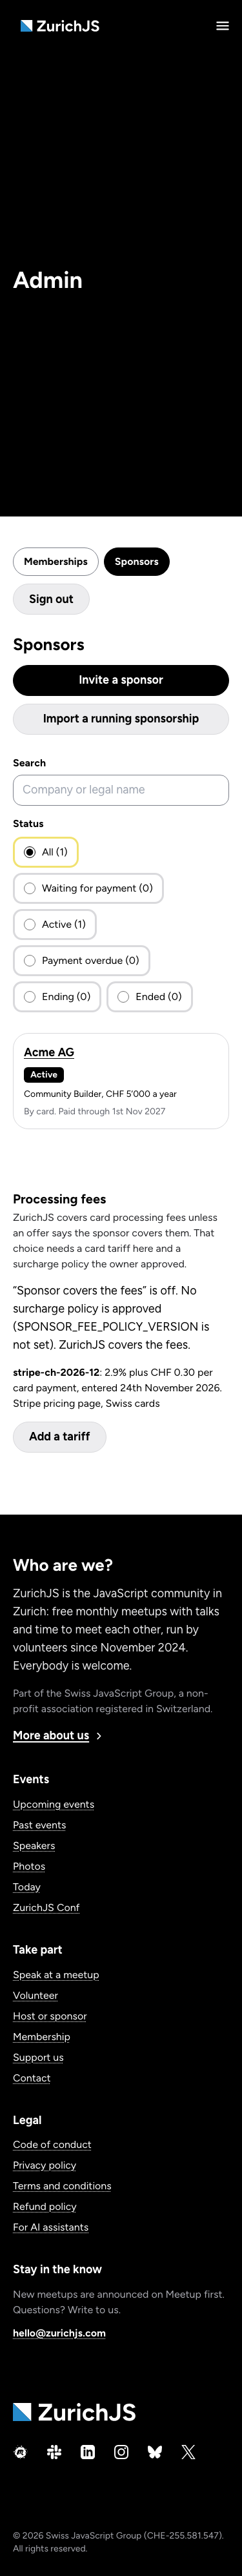 ZurichJS
Admin
Memberships
Sponsors
Sign out
Sponsors
Invite a sponsor
Import a running sponsorship
Search
Company or legal name
Status
All (1)
Waiting for payment (0)
Active (1)
Payment overdue (0)
Ending (0)
Ended (0)
Acme AG
Active
Community Builder, CHF 5'000 a year
By card. Paid through 1st Nov 2027
Processing fees
ZurichJS covers card processing fees unless
an offer says the sponsor covers them. That
choice needs a card tariff here and a
surcharge policy the owner approved.
“Sponsor covers the fees” is off. No
surcharge policy is approved
(SPONSOR_FEE_POLICY_VERSION is
not set). ZurichJS covers the fees.
stripe-ch-2026-12: 2.9% plus CHF 0.30 per
card payment, entered 24th November 2026.
Stripe pricing page, Swiss cards
Add a tariff
Who are we?
ZurichJS is the JavaScript community in
Zurich: free monthly meetups with talks
and time to meet each other, run by
volunteers since November 2024.
Everybody is welcome.
Part of the Swiss JavaScript Group, a non-
profit association registered in Switzerland.
More about us
Events
Upcoming events
Past events
Speakers
Photos
Today
ZurichJS Conf
Take part
Speak at a meetup
Volunteer
Host or sponsor
Membership
Support us
Contact
Legal
Code of conduct
Privacy policy
Terms and conditions
Refund policy
For AI assistants
Stay in the know
New meetups are announced on Meetup first.
Questions? Write to us.
hello@zurichjs.com
ZurichJS
© 2026 Swiss JavaScript Group (CHE-255.581.547).
All rights reserved.